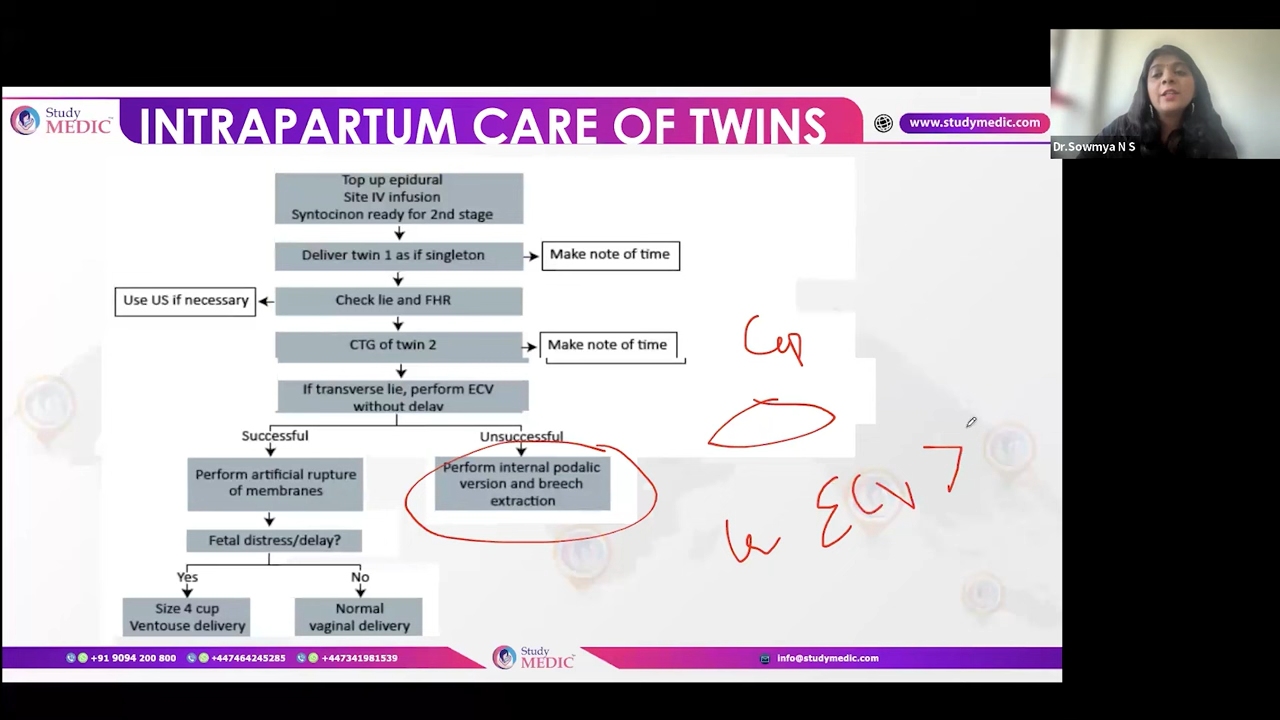 Study
MEDIC
INTRAPARTUM CARE OF TWINS
www.studymedic.com
Dr.Sowmya N S
Top up epidural
Site IV infusion
Syntocinon ready for 2nd stage
Deliver twin 1 as if singleton
Make note of time
Use US if necessary
Check lie and FHR
CTG of twin 2
Make note of time
If transverse lie, perform ECV
without delay
Successful
Unsuccessful
Perform artificial rupture
of membranes
Perform internal podalic
version and breech
extraction
Fetal distress/delay?
Yes
No
Size 4 cup
Ventouse delivery
Normal
vaginal delivery
ECV
+91 9094 200 800
+447464245285
+447341981539
Study
MEDIC
info@studymedic.com